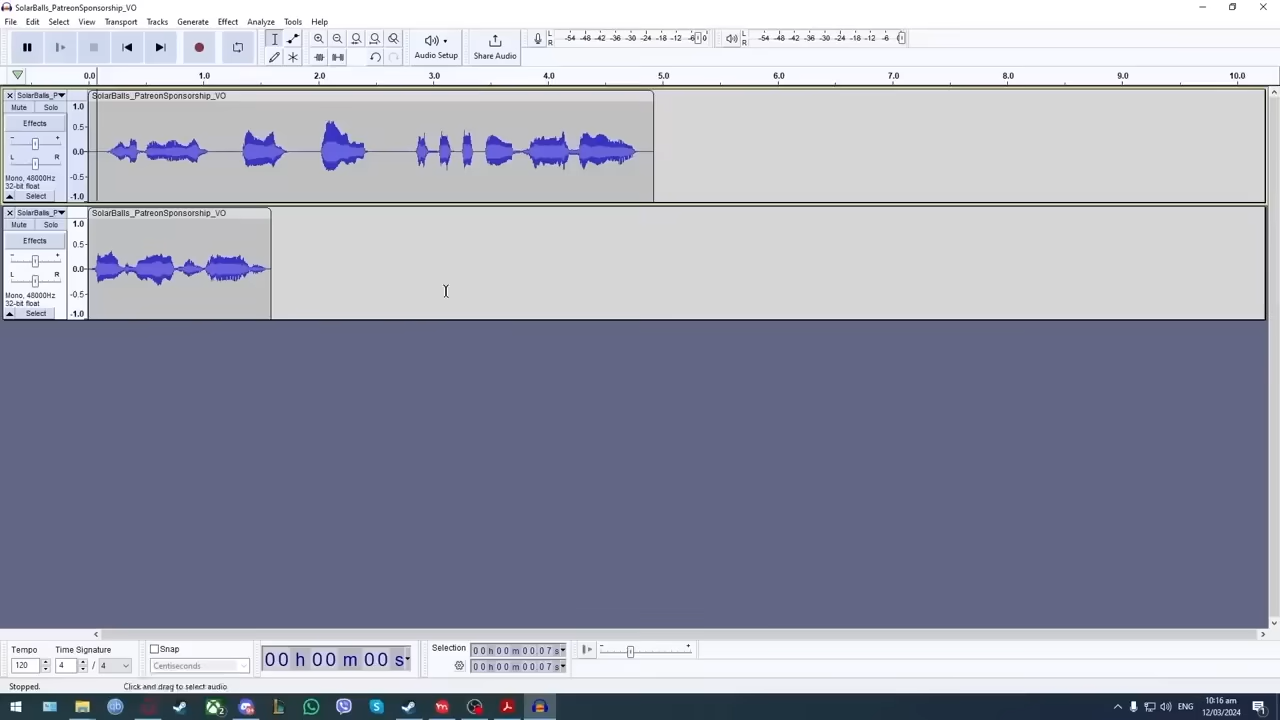 SolarBalls_PatreonSponsorship_VO
File Edit Select View Transport Tracks Generate Effect Analyze Tools Help
Audio Setup
Share Audio
L
R
-54 -48 -42 -36 -30 -24 -18 -12 -6 0
L
R
-54 -48 -42 -36 -30 -24 -18 -12 -6
0.0 1.0 2.0 3.0 4.0 5.0 6.0 7.0 8.0 9.0 10.0
SolarBalls_P
SolarBalls_PatreonSponsorship_VO
Mute Solo
Effects
- +
L R
Mono, 48000Hz
32-bit float
Select
1.0
0.5
0.0
-0.5
-1.0
SolarBalls_P
SolarBalls_PatreonSponsorship_VO
Mute Solo
Effects
- +
L R
Mono, 48000Hz
32-bit float
Select
1.0
0.5
0.0
-0.5
-1.0
Tempo
120
Time Signature
4 / 4
Snap
Centiseconds
00 h 00 m 00 s
Selection
00 h 00 m 00.07 s
00 h 00 m 00.07 s
- +
Stopped.
Click and drag to select audio
ENG
10:16 am
12/03/2024